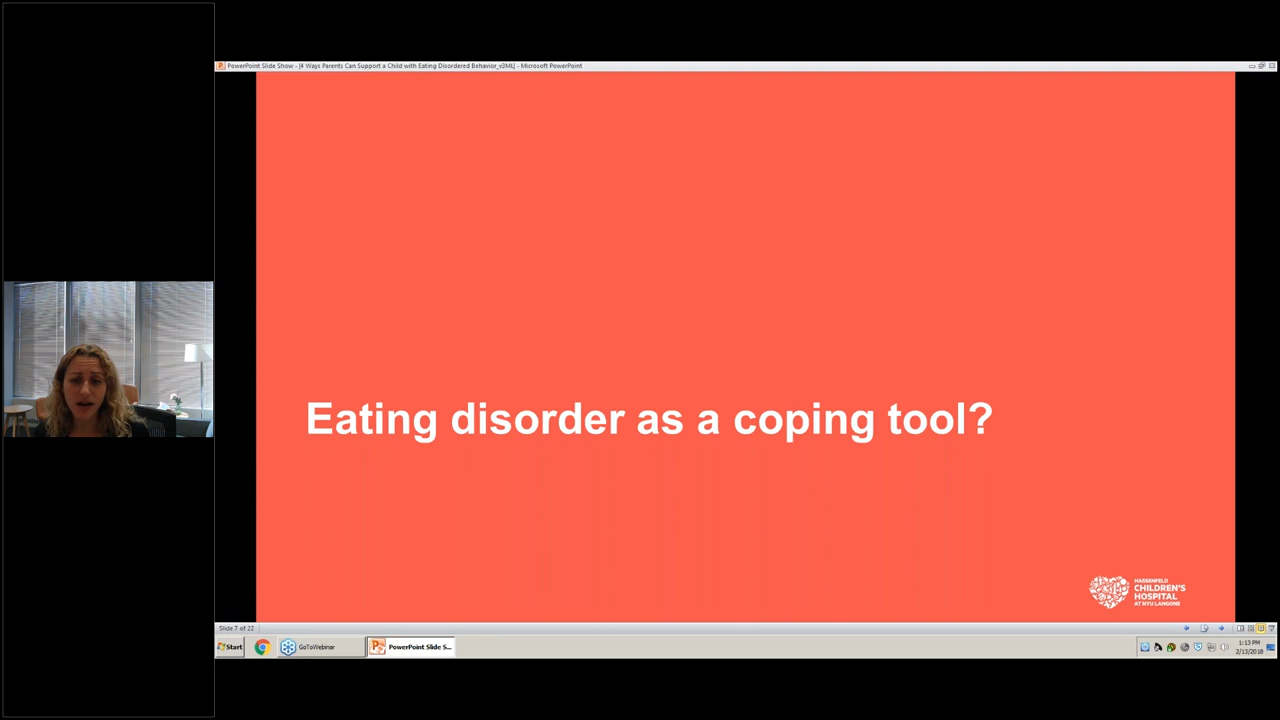 PowerPoint Slide Show - [4 Ways Parents Can Support a Child with Eating Disordered Behavior_v3ML] - Microsoft PowerPoint
Eating disorder as a coping tool?
HASSENFELD
CHILDREN'S
HOSPITAL
AT NYU LANGONE
Slide 7 of 22
Start
GoToWebinar
PowerPoint Slide S...
1:13 PM
2/13/2018